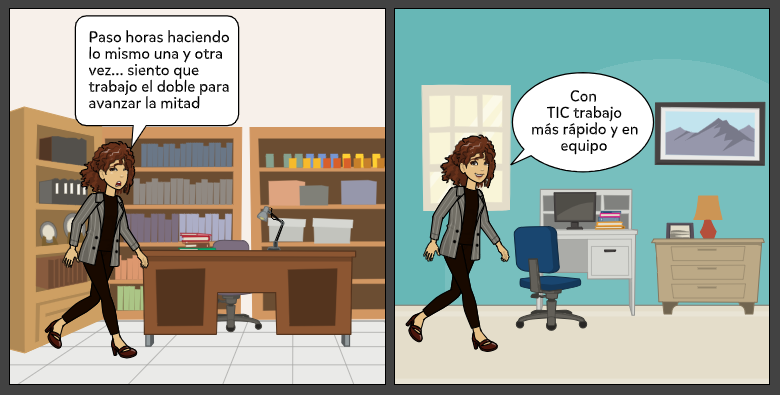 Paso horas haciendo
lo mismo una y otra
vez... siento que
trabajo el doble para
avanzar la mitad
Con
TIC trabajo
más rápido y en
equipo